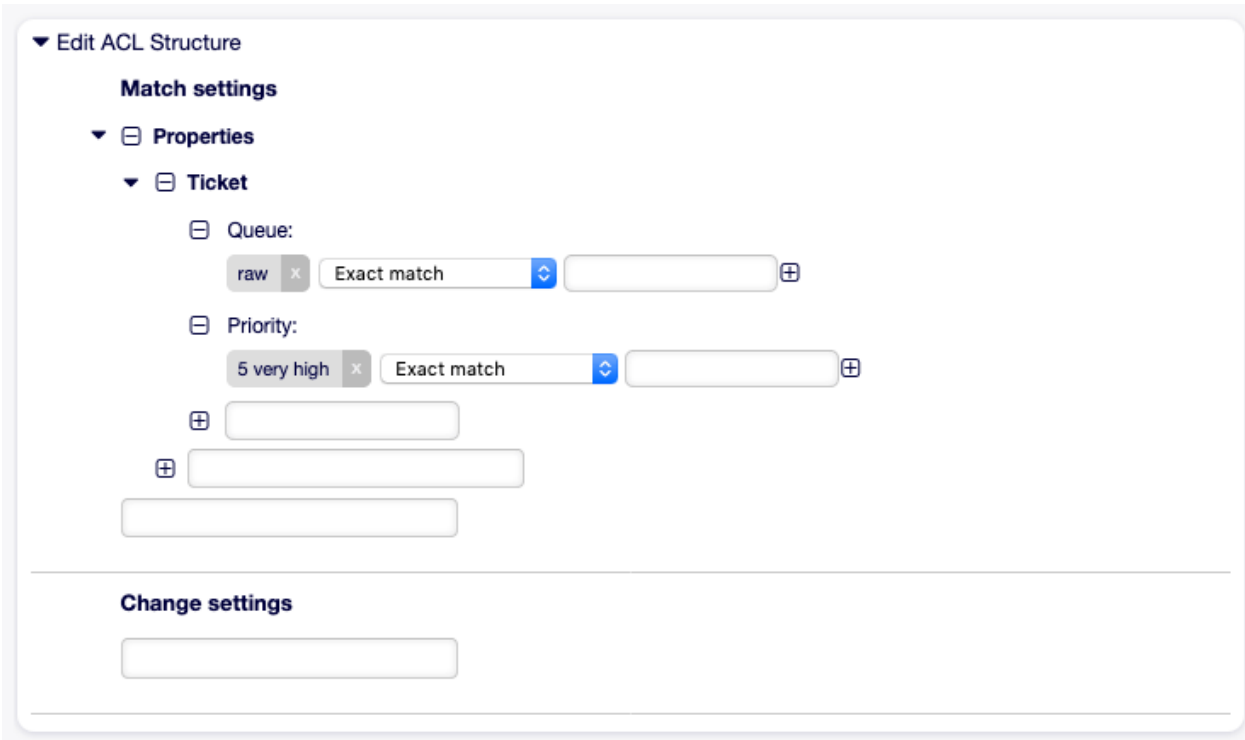 Edit ACL Structure
Match settings
Properties
Ticket
Queue:
raw x Exact match
Priority:
5 very high x Exact match
Change settings